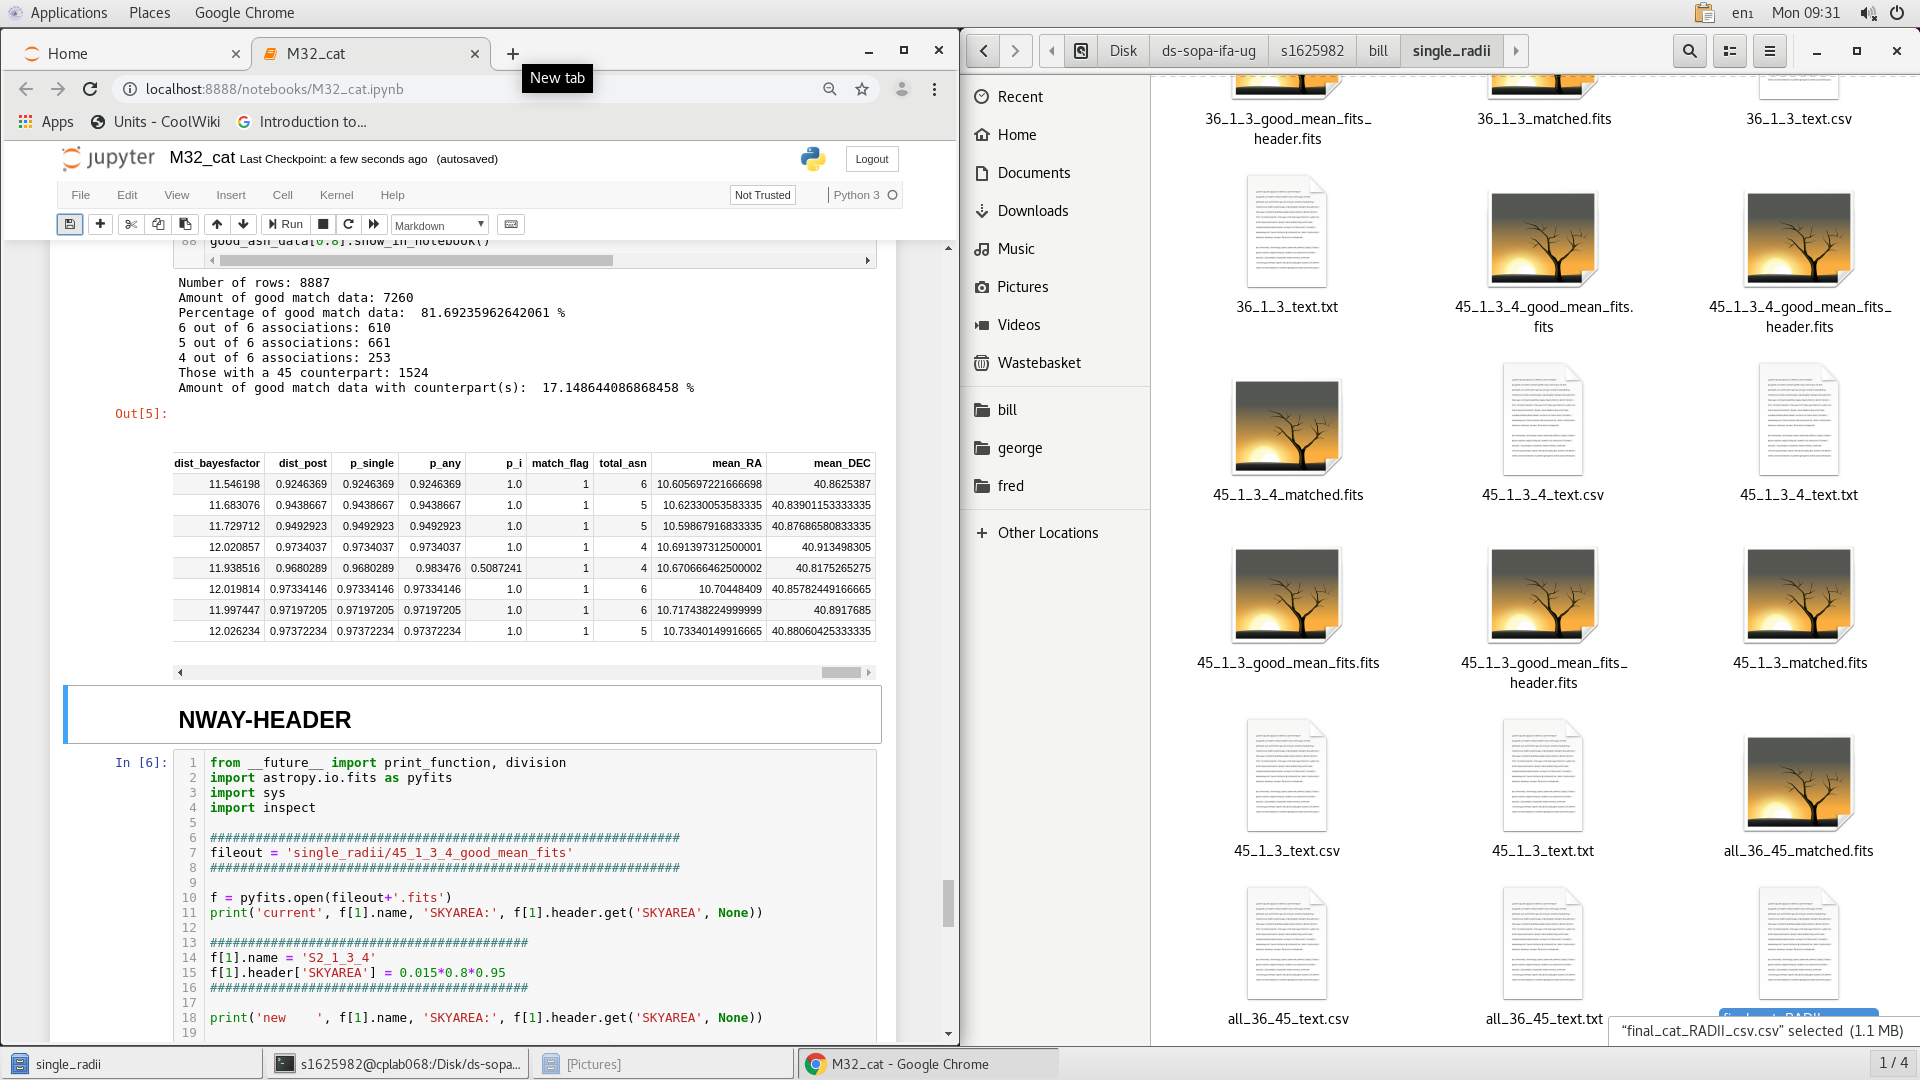 Applications Places Google Chrome en1 Mon 09:31
Home M32_cat
New tab
localhost:8888/notebooks/M32_cat.ipynb
Apps Units - CoolWiki Introduction to...
jupyter M32_cat Last Checkpoint: a few seconds ago (autosaved) Logout
File Edit View Insert Cell Kernel Help Not Trusted Python 3
Run Markdown
88 good_asn_data[0:8].show_in_notebook()
Number of rows: 8887
Amount of good match data: 7260
Percentage of good match data: 81.69235962642061 %
6 out of 6 associations: 610
5 out of 6 associations: 661
4 out of 6 associations: 253
Those with a 45 counterpart: 1524
Amount of good match data with counterpart(s): 17.148644086868458 %
Out[5]:
dist_bayesfactor dist_post p_single p_any p_i match_flag total_asn mean_RA mean_DEC
11.546198 0.9246369 0.9246369 0.9246369 1.0 1 6 10.605697221666698 40.8625387
11.683076 0.9438667 0.9438667 0.9438667 1.0 1 5 10.62330053583335 40.83901153333335
11.729712 0.9492923 0.9492923 0.9492923 1.0 1 5 10.59867916833335 40.87686580833335
12.020857 0.9734037 0.9734037 0.9734037 1.0 1 4 10.691397312500001 40.913498305
11.938516 0.9680289 0.9680289 0.983476 0.5087241 1 4 10.670666462500002 40.8175265275
12.019814 0.97334146 0.97334146 0.97334146 1.0 1 6 10.70448409 40.85782449166665
11.997447 0.97197205 0.97197205 0.97197205 1.0 1 6 10.717438224999999 40.8917685
12.026234 0.97372234 0.97372234 0.97372234 1.0 1 5 10.73340149916665 40.88060425333335
NWAY-HEADER
In [6]:
1 from __future__ import print_function, division
2 import astropy.io.fits as pyfits
3 import sys
4 import inspect
5
6 ##############################################################
7 fileout = 'single_radii/45_1_3_4_good_mean_fits'
8 ##############################################################
9
10 f = pyfits.open(fileout+'.fits')
11 print('current', f[1].name, 'SKYAREA:', f[1].header.get('SKYAREA', None))
12
13 ##########################################
14 f[1].name = 'S2_1_3_4'
15 f[1].header['SKYAREA'] = 0.015*0.8*0.95
16 ##########################################
17
18 print('new    ', f[1].name, 'SKYAREA:', f[1].header.get('SKYAREA', None))
19
Disk ds-sopa-ifa-ug s1625982 bill single_radii
Recent
Home
Documents
Downloads
Music
Pictures
Videos
Wastebasket
bill
george
fred
Other Locations
36_1_3_good_mean_fits_
header.fits
36_1_3_matched.fits
36_1_3_text.csv
36_1_3_text.txt
45_1_3_4_good_mean_fits.
fits
45_1_3_4_good_mean_fits_
header.fits
45_1_3_4_matched.fits
45_1_3_4_text.csv
45_1_3_4_text.txt
45_1_3_good_mean_fits.fits
45_1_3_good_mean_fits_
header.fits
45_1_3_matched.fits
45_1_3_text.csv
45_1_3_text.txt
all_36_45_matched.fits
all_36_45_text.csv
all_36_45_text.txt
“final_cat_RADII_csv.csv” selected (1.1 MB)
single_radii
s1625982@cplab068:/Disk/ds-sopa...
[Pictures]
M32_cat - Google Chrome
1 / 4